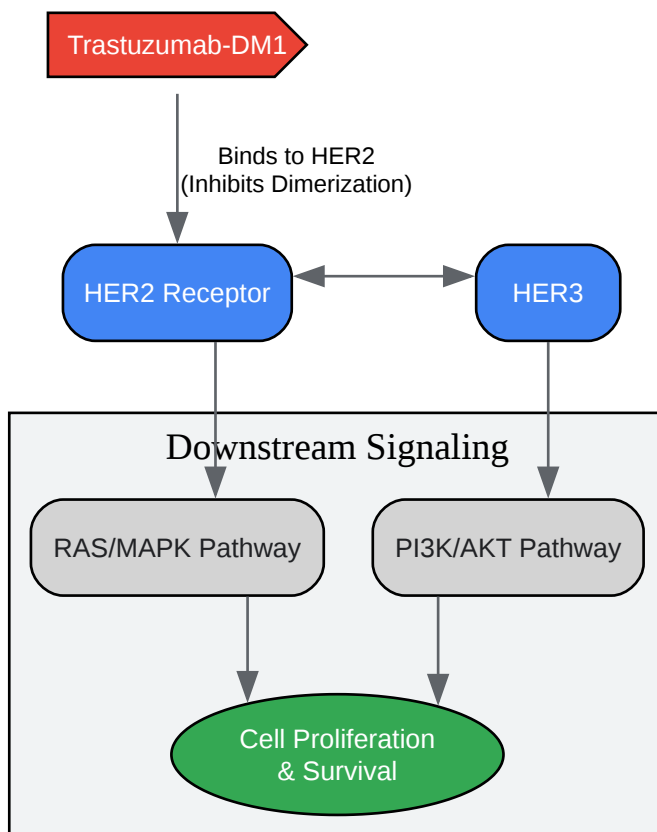 Trastuzumab-DM1
Binds to HER2
(Inhibits Dimerization)
HER2 Receptor
HER3
Downstream Signaling
RAS/MAPK Pathway
PI3K/AKT Pathway
Cell Proliferation
& Survival